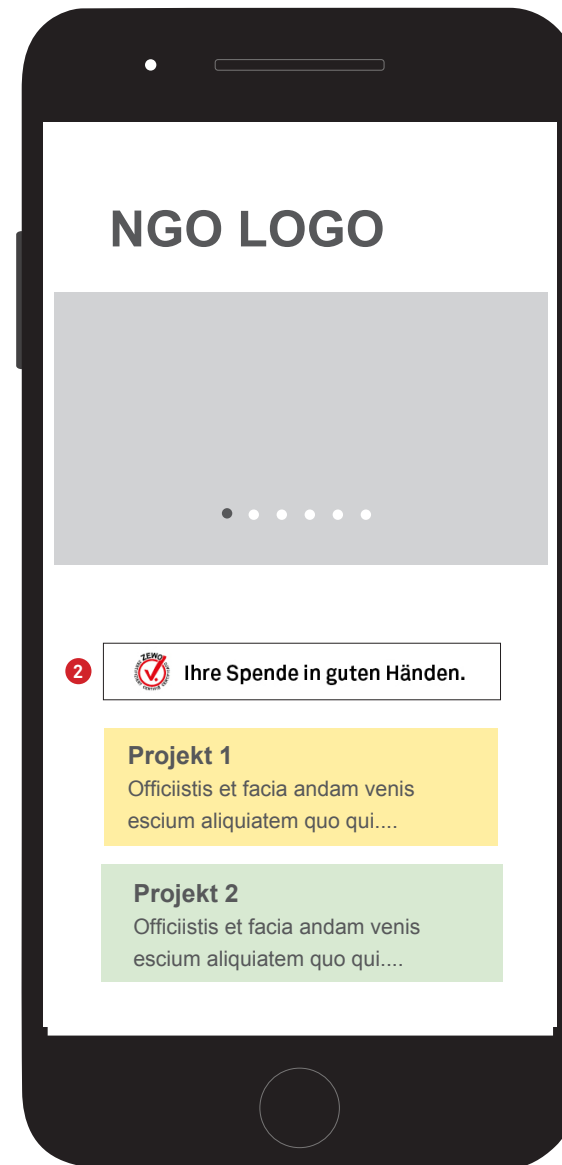 NGO LOGO
2
ZEWO
Ihre Spende in guten Händen.
Projekt 1
Officiistis et facia andam venis
escium aliquiatem quo qui....
Projekt 2
Officiistis et facia andam venis
escium aliquiatem quo qui....